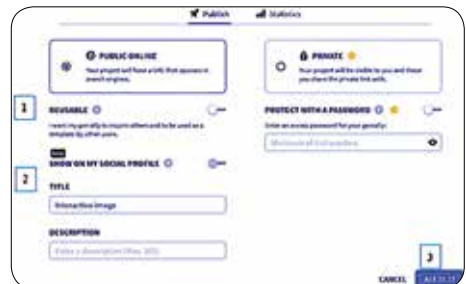 Publish
Statistics
PUBLIC ONLINE
Your project will have a URL that appears in
search engines.
PRIVATE
Your project will be visible to you and those
you share the private link with.
1
REUSABLE
I want my genially to inspire others and to be used as a
template by other users.
PROTECT WITH A PASSWORD
Enter an access password for your genially:
SHOW ON MY SOCIAL PROFILE
2
TITLE
Interactive image
DESCRIPTION
Enter a description
3
CANCEL